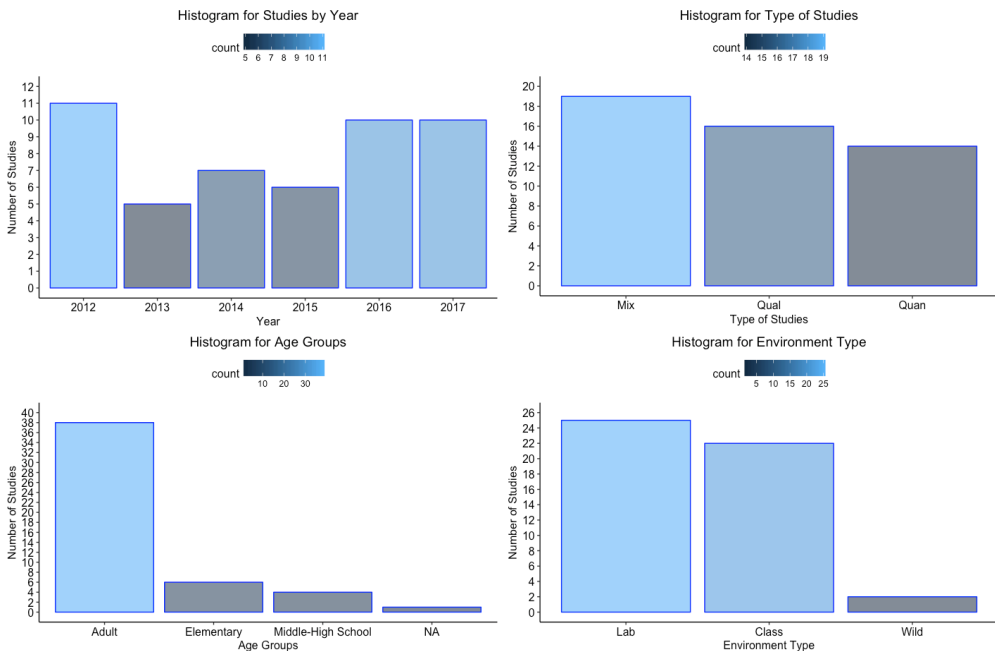 Histogram for Studies by Year
count
5 6 7 8 9 10 11
Number of Studies
12
11
10
9
8
7
6
5
4
3
2
1
0
2012 2013 2014 2015 2016 2017
Year
Histogram for Type of Studies
count
14 15 16 17 18 19
Number of Studies
20
18
16
14
12
10
8
6
4
2
0
Mix Qual Quan
Type of Studies
Histogram for Age Groups
count
10 20 30
Number of Studies
40
38
36
34
32
30
28
26
24
22
20
18
16
14
12
10
8
6
4
2
0
Adult Elementary Middle-High School NA
Age Groups
Histogram for Environment Type
count
5 10 15 20 25
Number of Studies
26
24
22
20
18
16
14
12
10
8
6
4
2
0
Lab Class Wild
Environment Type